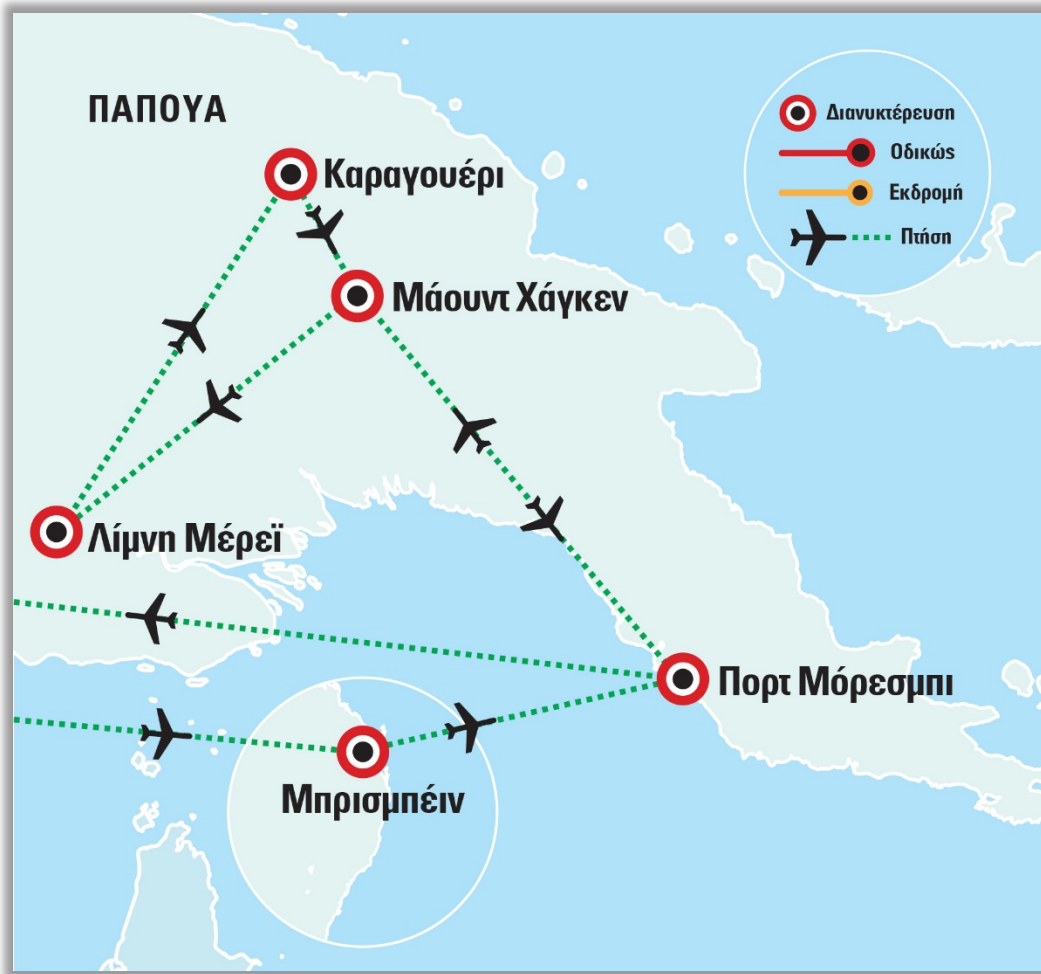 ΠΑΠΟΥΑ
Διανυκτέρευση
Οδικώς
Εκδρομή
Πτήση
Καραγουέρι
Μάουντ Χάγκεν
Λίμνη Μέρεϊ
Πορτ Μόρεσμπι
Μπρισμπέιν